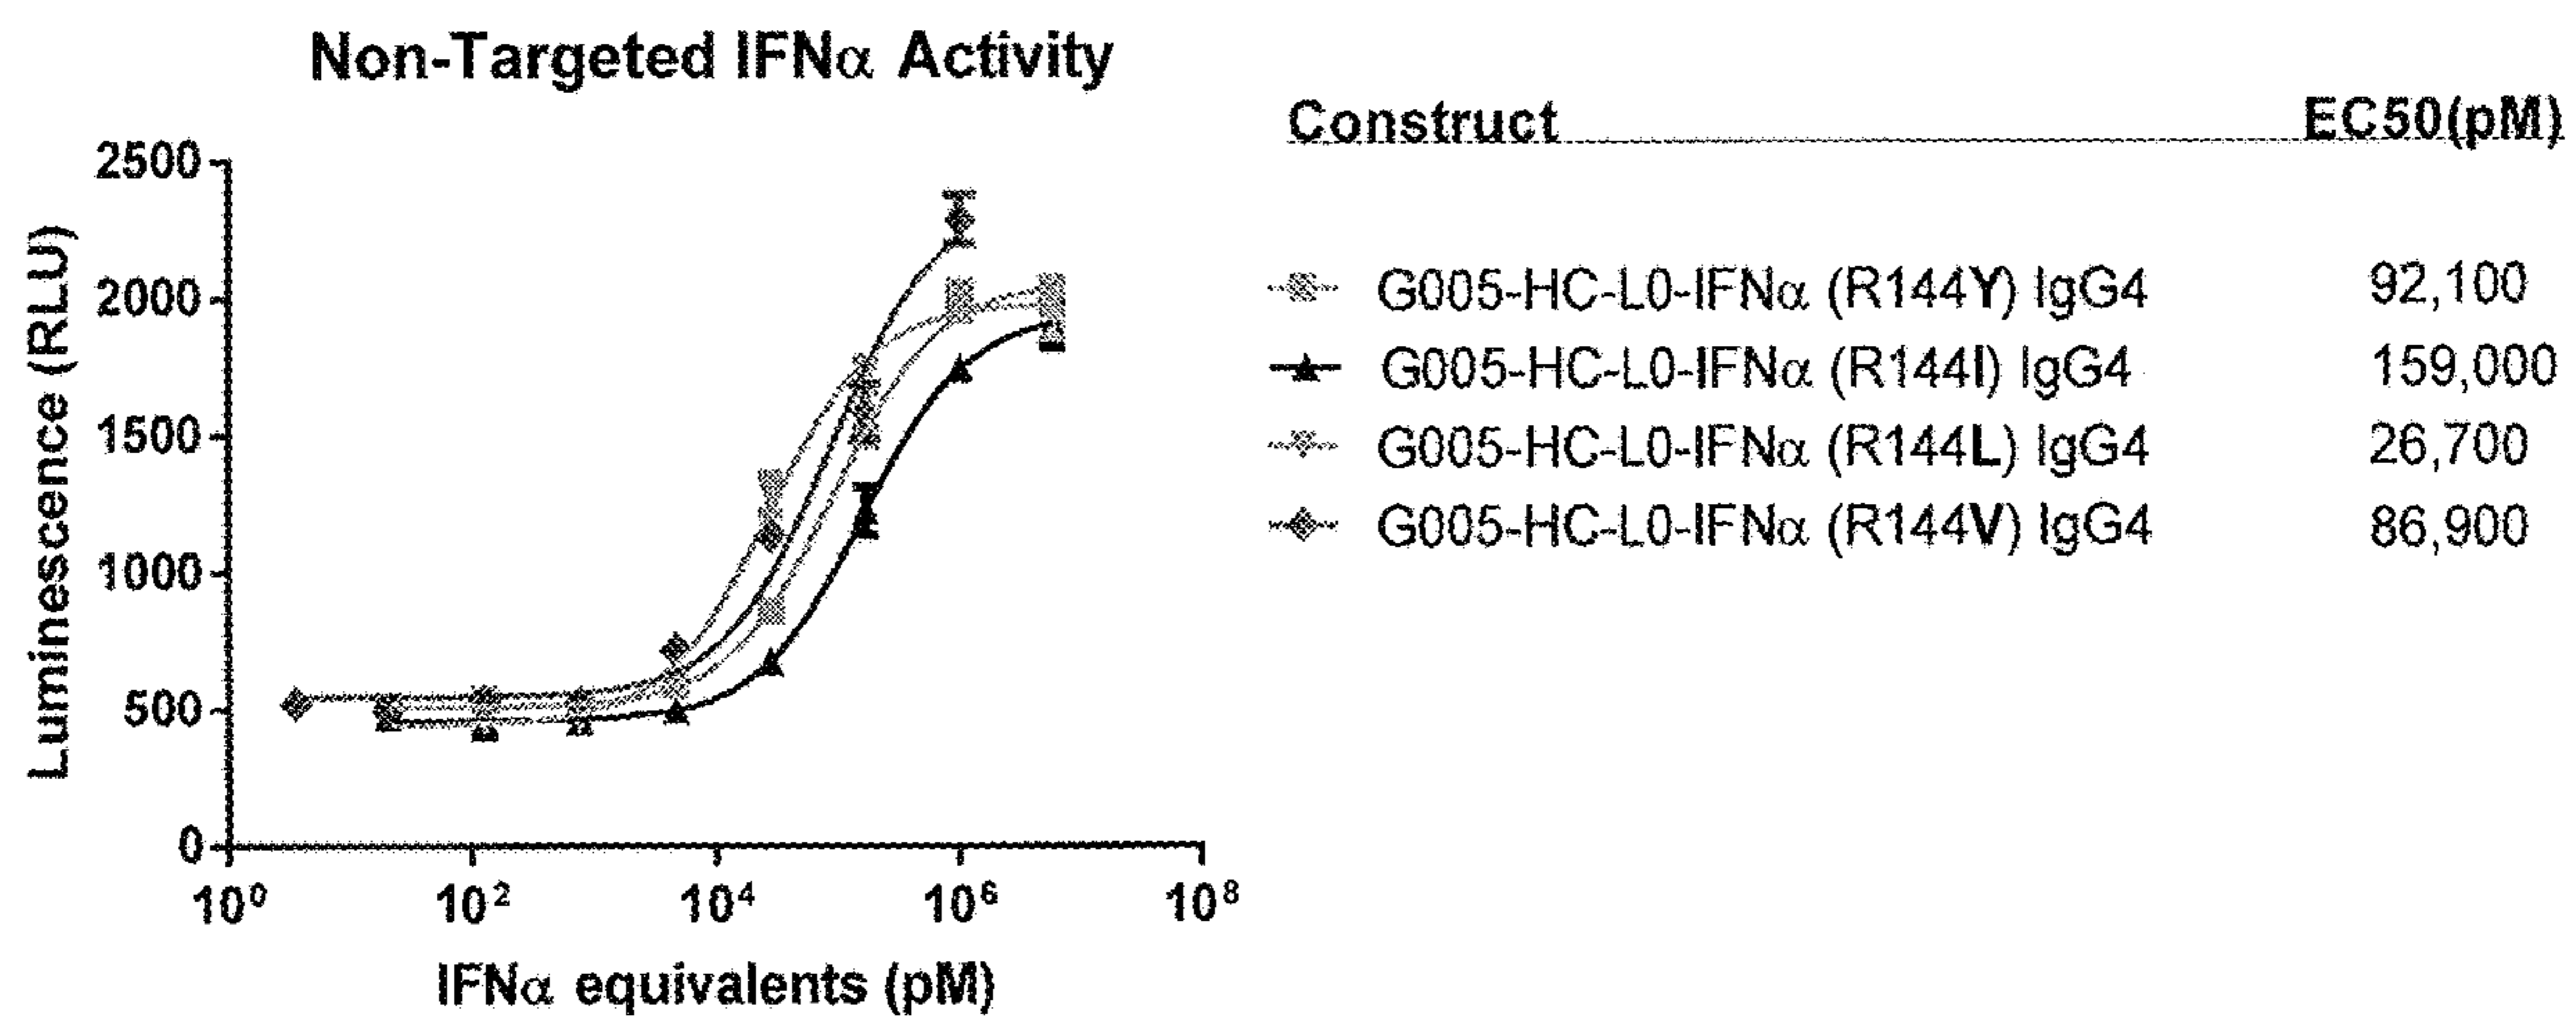 Non-Targeted IFNα Activity
Construct EC50(pM)
2500
2000
1500
1000
500
0
Luminescence (RLU)
10⁰ 10² 10⁴ 10⁶ 10⁸
IFNα equivalents (pM)
G005-HC-L0-IFNα (R144Y) IgG4 92,100
G005-HC-L0-IFNα (R144I) IgG4 159,000
G005-HC-L0-IFNα (R144L) IgG4 26,700
G005-HC-L0-IFNα (R144V) IgG4 86,900